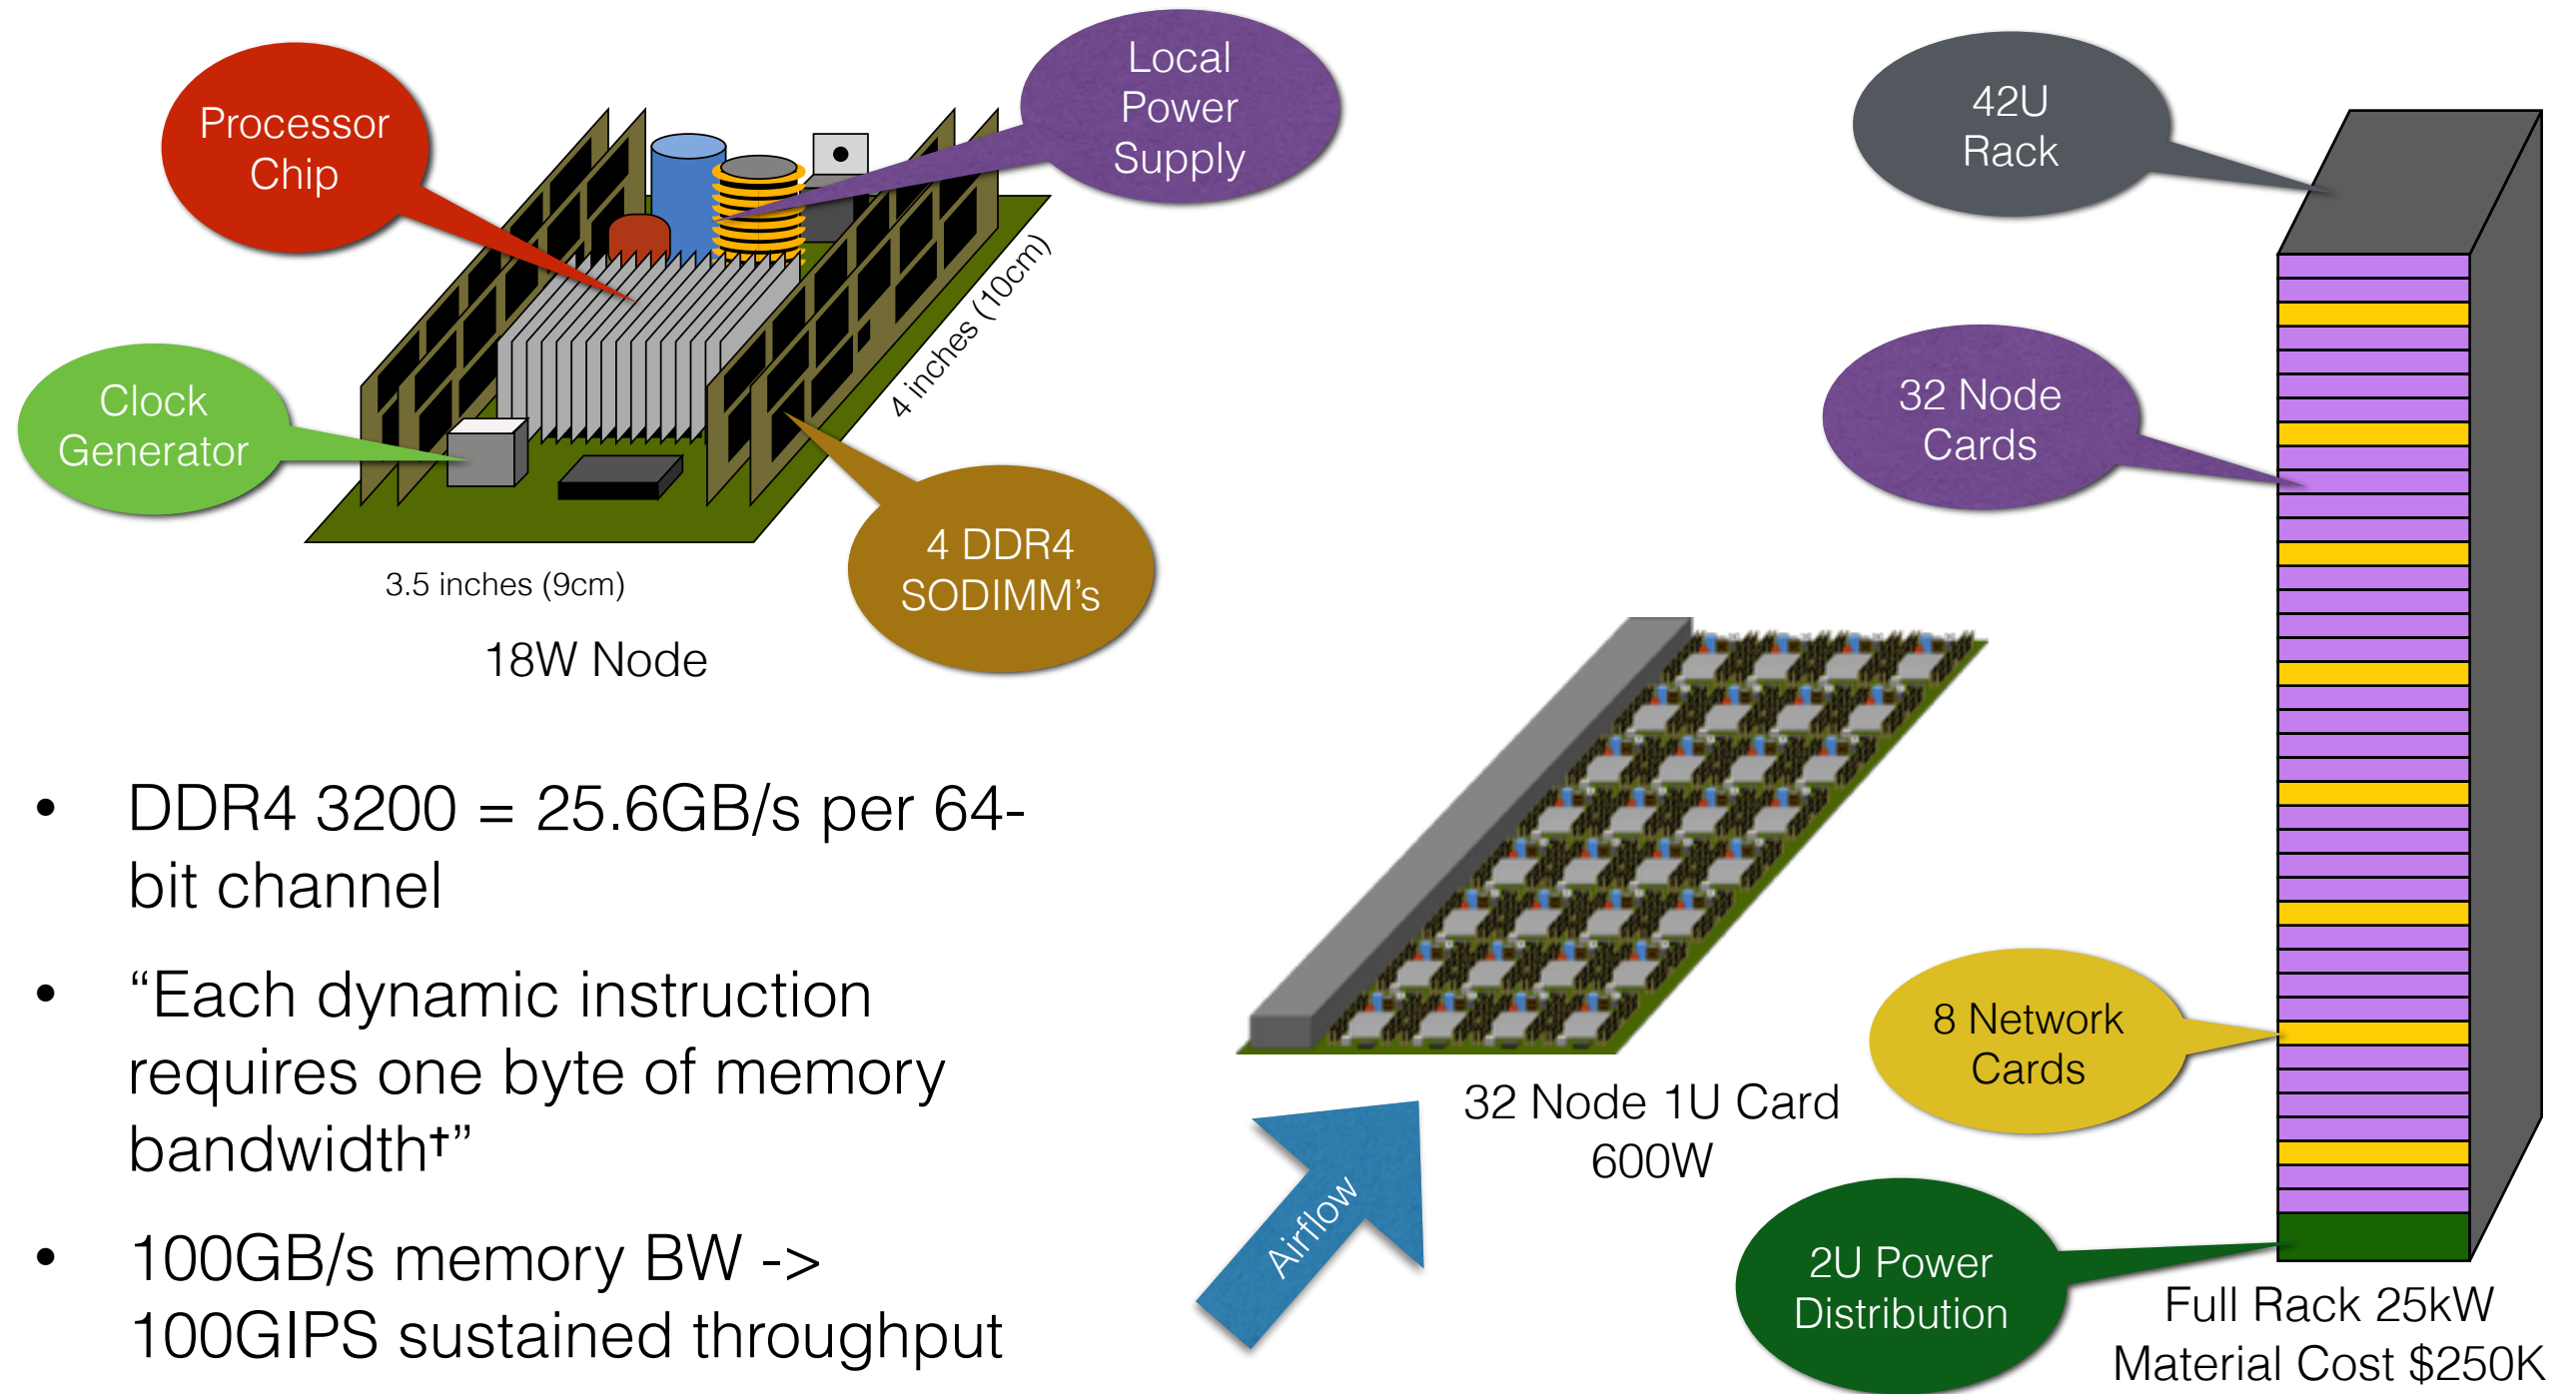 Processor
Chip
Local
Power
Supply
Clock
Generator
4 DDR4
SODIMM's
4 inches (10cm)
3.5 inches (9cm)
18W Node
• DDR4 3200 = 25.6GB/s per 64-
bit channel
• “Each dynamic instruction
requires one byte of memory
bandwidth†”
• 100GB/s memory BW ->
100GIPS sustained throughput
Airflow
32 Node 1U Card
600W
42U
Rack
32 Node
Cards
8 Network
Cards
2U Power
Distribution
Full Rack 25kW
Material Cost $250K